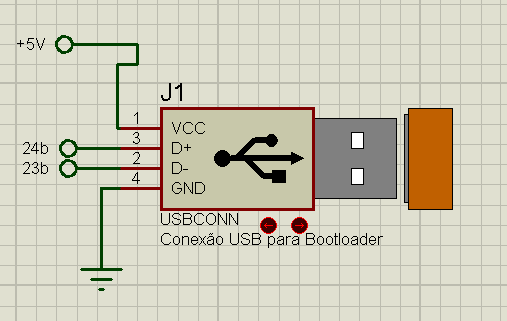 +5V
J1
1
VCC
3
D+
24b
2
D-
23b
4
GND
USBCONN
Conexão USB para Bootloader